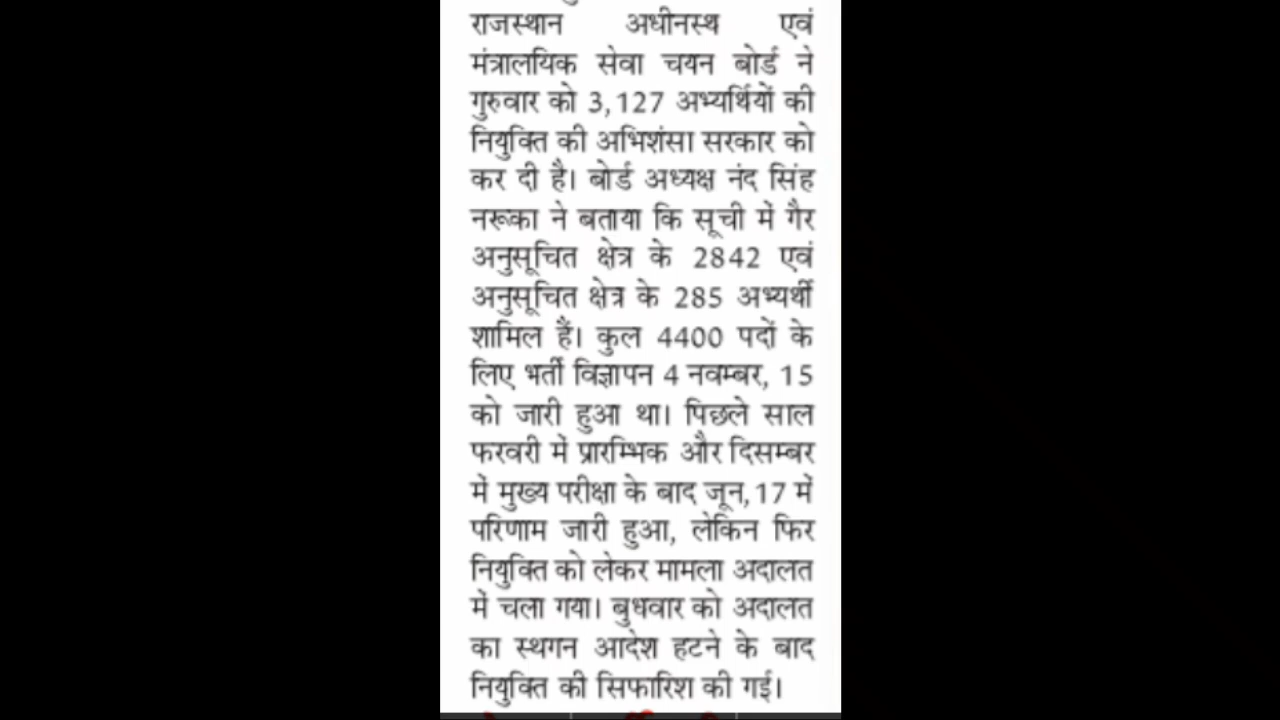 राजस्थान अधीनस्थ एवं
मंत्रालयिक सेवा चयन बोर्ड ने
गुरुवार को 3,127 अभ्यर्थियों की
नियुक्ति की अभिशंसा सरकार को
कर दी है। बोर्ड अध्यक्ष नंद सिंह
नरूका ने बताया कि सूची में गैर
अनुसूचित क्षेत्र के 2842 एवं
अनुसूचित क्षेत्र के 285 अभ्यर्थी
शामिल हैं। कुल 4400 पदों के
लिए भर्ती विज्ञापन 4 नवम्बर, 15
को जारी हुआ था। पिछले साल
फरवरी में प्रारम्भिक और दिसम्बर
में मुख्य परीक्षा के बाद जून,17 में
परिणाम जारी हुआ, लेकिन फिर
नियुक्ति को लेकर मामला अदालत
में चला गया। बुधवार को अदालत
का स्थगन आदेश हटने के बाद
नियुक्ति की सिफारिश की गई।